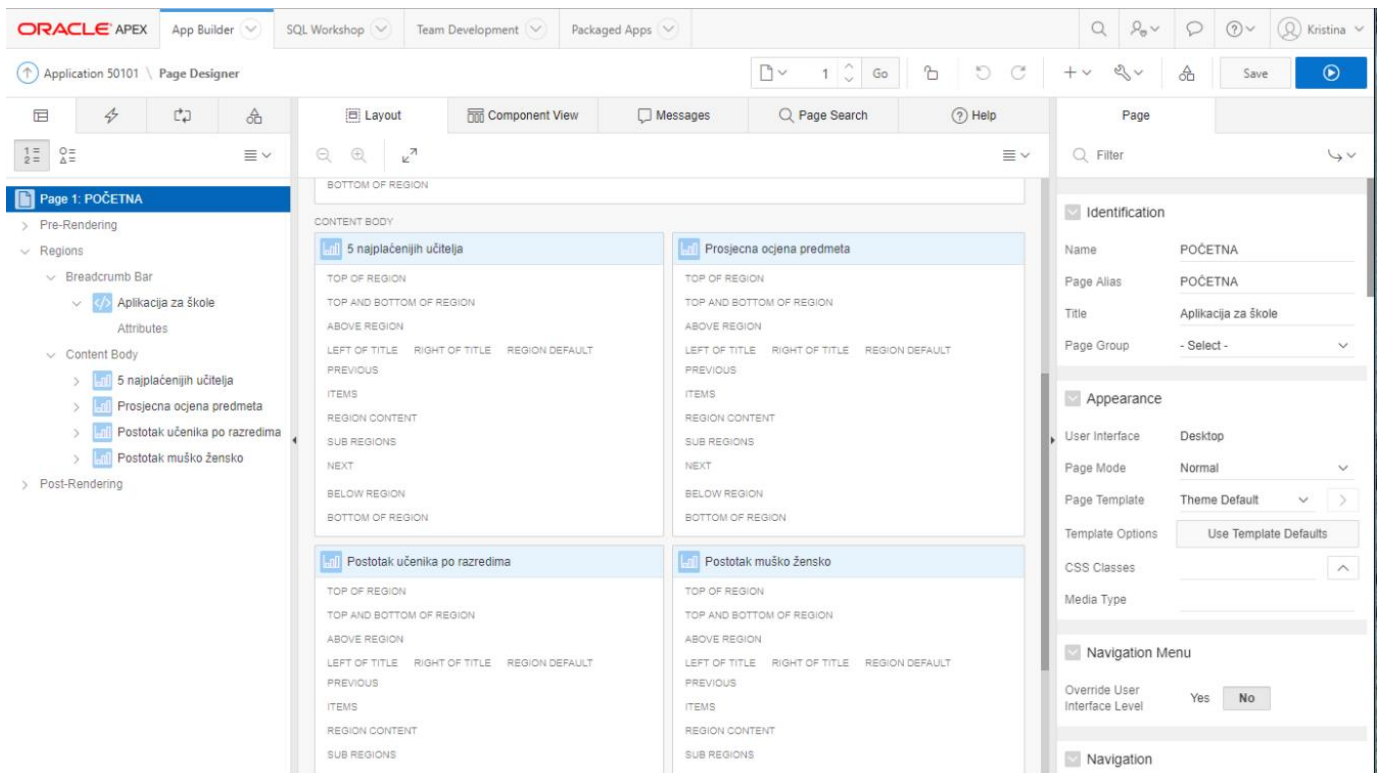 ORACLE APEX App Builder SQL Workshop Team Development Packaged Apps Kristina
Application 50101 \ Page Designer 1 Go Save
Layout Component View Messages Page Search Help Page
Filter
Page 1: POČETNA
Pre-Rendering
Regions
Breadcrumb Bar
Aplikacija za škole
Attributes
Content Body
5 najplaćenijih učitelja
Prosjecna ocjena predmeta
Postotak učenika po razredima
Postotak muško žensko
Post-Rendering
BOTTOM OF REGION
CONTENT BODY
5 najplaćenijih učitelja
TOP OF REGION
TOP AND BOTTOM OF REGION
ABOVE REGION
LEFT OF TITLE RIGHT OF TITLE REGION DEFAULT
PREVIOUS
ITEMS
REGION CONTENT
SUB REGIONS
NEXT
BELOW REGION
BOTTOM OF REGION
Prosjecna ocjena predmeta
TOP OF REGION
TOP AND BOTTOM OF REGION
ABOVE REGION
LEFT OF TITLE RIGHT OF TITLE REGION DEFAULT
PREVIOUS
ITEMS
REGION CONTENT
SUB REGIONS
NEXT
BELOW REGION
BOTTOM OF REGION
Postotak učenika po razredima
TOP OF REGION
TOP AND BOTTOM OF REGION
ABOVE REGION
LEFT OF TITLE RIGHT OF TITLE REGION DEFAULT
PREVIOUS
ITEMS
REGION CONTENT
SUB REGIONS
Postotak muško žensko
TOP OF REGION
TOP AND BOTTOM OF REGION
ABOVE REGION
LEFT OF TITLE RIGHT OF TITLE REGION DEFAULT
PREVIOUS
ITEMS
REGION CONTENT
SUB REGIONS
Identification
Name POČETNA
Page Alias POČETNA
Title Aplikacija za škole
Page Group - Select -
Appearance
User Interface Desktop
Page Mode Normal
Page Template Theme Default
Template Options Use Template Defaults
CSS Classes
Media Type
Navigation Menu
Override User
Interface Level Yes No
Navigation